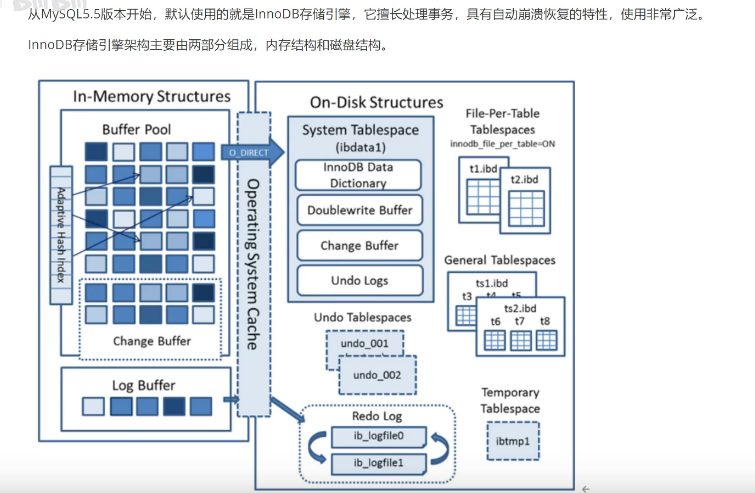 从MySQL5.5版本开始，默认使用的就是InnoDB存储引擎，它擅长处理事务，具有自动崩溃恢复的特性，使用非常广泛。
InnoDB存储引擎架构主要由两部分组成，内存结构和磁盘结构。
In-Memory Structures
Buffer Pool
Adaptive Hash Index
Change Buffer
Log Buffer
O_DIRECT
Operating System Cache
On-Disk Structures
System Tablespace
(ibdata1)
InnoDB Data
Dictionary
Doublewrite Buffer
Change Buffer
Undo Logs
Undo Tablespaces
undo_001
undo_002
Redo Log
ib_logfile0
ib_logfile1
File-Per-Table
Tablespaces
innodb_file_per_table=ON
t1.ibd
t2.ibd
General Tablespaces
ts1.ibd
t3 t4 t5
ts2.ibd
t6 t7 t8
Temporary
Tablespace
ibtmp1